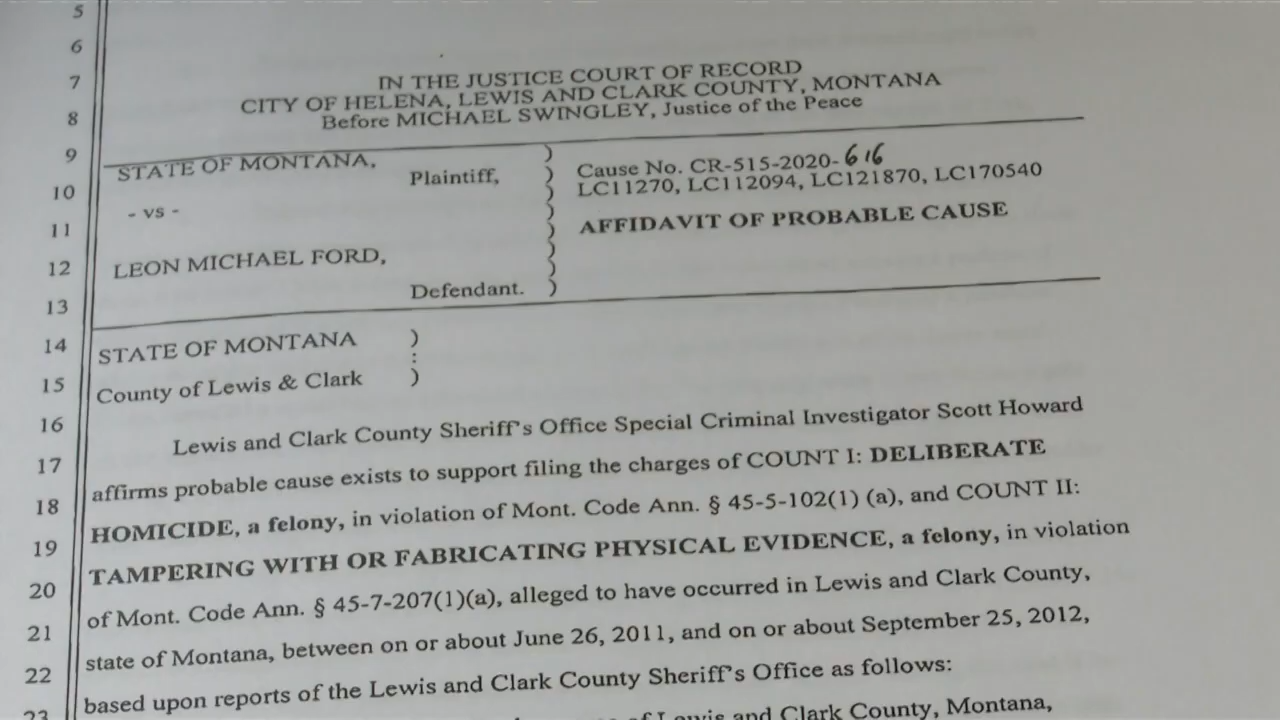 5
6
7 IN THE JUSTICE COURT OF RECORD
CITY OF HELENA, LEWIS AND CLARK COUNTY, MONTANA
8 Before MICHAEL SWINGLEY, Justice of the Peace
9 STATE OF MONTANA, ) Cause No. CR-515-2020-616
10 Plaintiff, ) LC11270, LC112094, LC121870, LC170540
)
- vs - )
11 ) AFFIDAVIT OF PROBABLE CAUSE
12 LEON MICHAEL FORD, )
)
13 Defendant. )
14 STATE OF MONTANA )
:
15 County of Lewis & Clark )
16 Lewis and Clark County Sheriff's Office Special Criminal Investigator Scott Howard
17 affirms probable cause exists to support filing the charges of COUNT I: DELIBERATE
18 HOMICIDE, a felony, in violation of Mont. Code Ann. § 45-5-102(1) (a), and COUNT II:
19 TAMPERING WITH OR FABRICATING PHYSICAL EVIDENCE, a felony, in violation
20 of Mont. Code Ann. § 45-7-207(1)(a), alleged to have occurred in Lewis and Clark County,
21 state of Montana, between on or about June 26, 2011, and on or about September 25, 2012,
22 based upon reports of the Lewis and Clark County Sheriff's Office as follows:
23 of Lewis and Clark County, Montana,